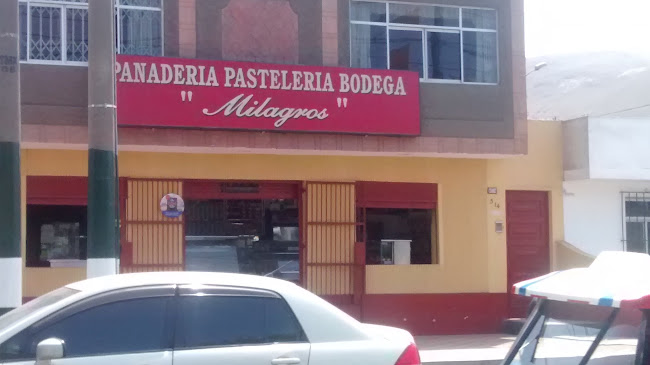 PANADERIA PASTELERIA BODEGA
" Milagros "